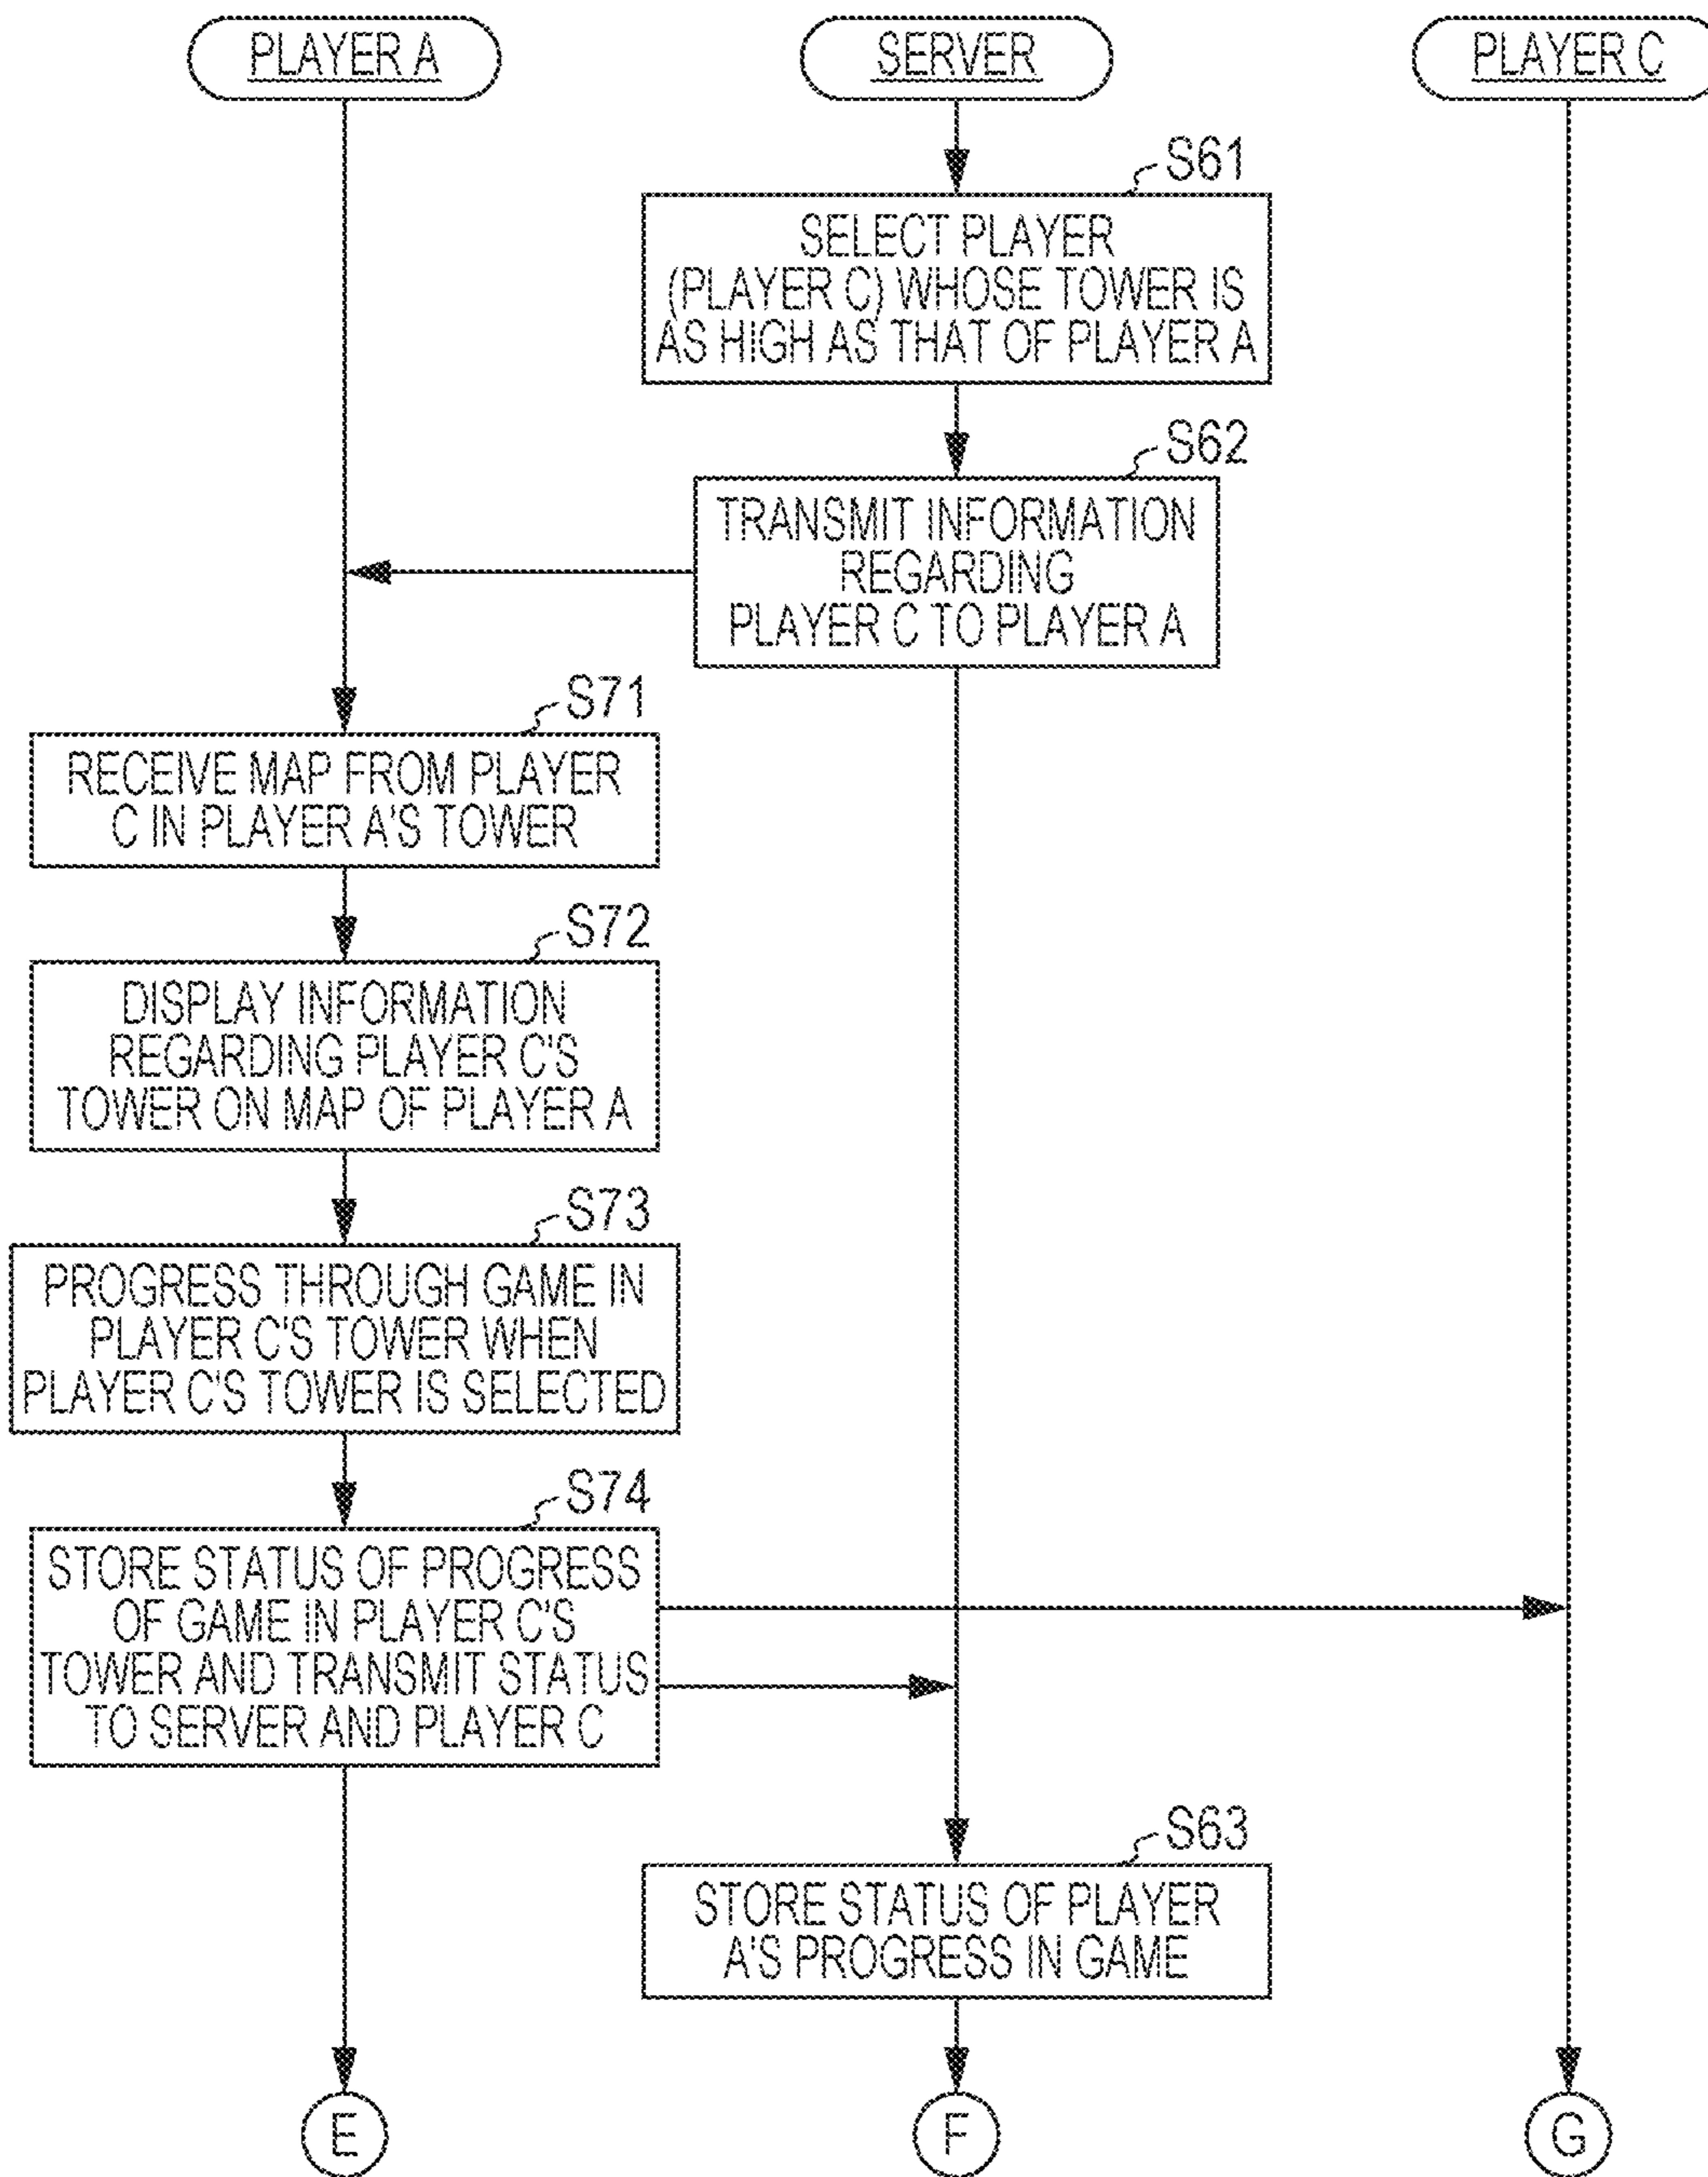 PLAYER A
SERVER
PLAYER C
S61
SELECT PLAYER
(PLAYER C) WHOSE TOWER IS
AS HIGH AS THAT OF PLAYER A
S62
TRANSMIT INFORMATION
REGARDING
PLAYER C TO PLAYER A
S71
RECEIVE MAP FROM PLAYER
C IN PLAYER A'S TOWER
S72
DISPLAY INFORMATION
REGARDING PLAYER C'S
TOWER ON MAP OF PLAYER A
S73
PROGRESS THROUGH GAME IN
PLAYER C'S TOWER WHEN
PLAYER C'S TOWER IS SELECTED
S74
STORE STATUS OF PROGRESS
OF GAME IN PLAYER C'S
TOWER AND TRANSMIT STATUS
TO SERVER AND PLAYER C
S63
STORE STATUS OF PLAYER
A'S PROGRESS IN GAME
E
F
G